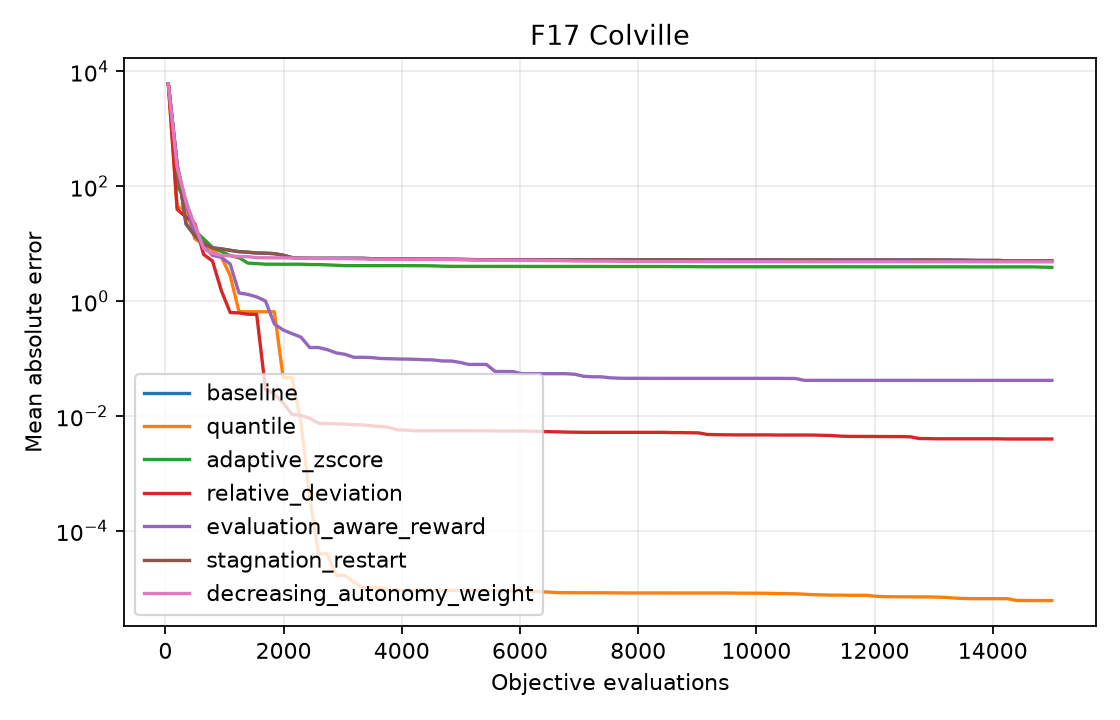 F17 Colville
Mean absolute error
10^4
10^2
10^0
10^−2
10^−4
baseline
quantile
adaptive_zscore
relative_deviation
evaluation_aware_reward
stagnation_restart
decreasing_autonomy_weight
0 2000 4000 6000 8000 10000 12000 14000
Objective evaluations